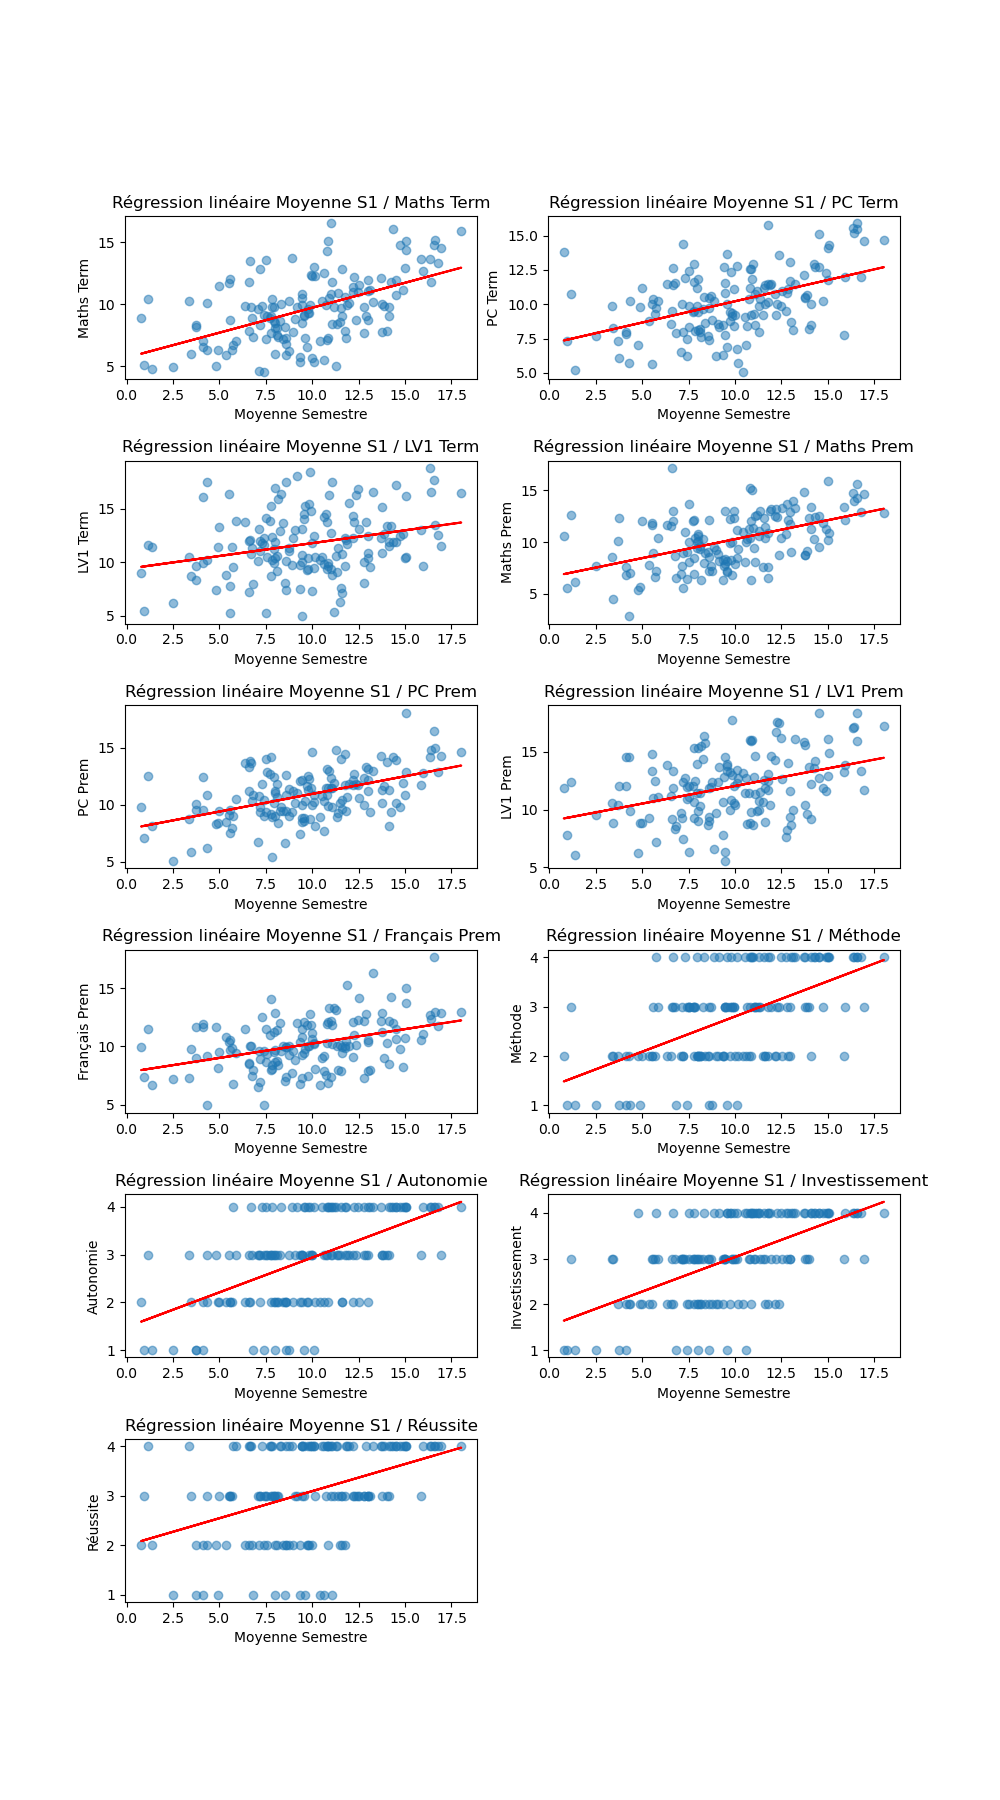 Régression linéaire Moyenne S1 / Maths Term
Maths Term
15
10
5
0.0 2.5 5.0 7.5 10.0 12.5 15.0 17.5
Moyenne Semestre
Régression linéaire Moyenne S1 / PC Term
PC Term
15.0
12.5
10.0
7.5
5.0
0.0 2.5 5.0 7.5 10.0 12.5 15.0 17.5
Moyenne Semestre
Régression linéaire Moyenne S1 / LV1 Term
LV1 Term
15
10
5
0.0 2.5 5.0 7.5 10.0 12.5 15.0 17.5
Moyenne Semestre
Régression linéaire Moyenne S1 / Maths Prem
Maths Prem
15
10
5
0.0 2.5 5.0 7.5 10.0 12.5 15.0 17.5
Moyenne Semestre
Régression linéaire Moyenne S1 / PC Prem
PC Prem
15
10
5
0.0 2.5 5.0 7.5 10.0 12.5 15.0 17.5
Moyenne Semestre
Régression linéaire Moyenne S1 / LV1 Prem
LV1 Prem
15
10
5
0.0 2.5 5.0 7.5 10.0 12.5 15.0 17.5
Moyenne Semestre
Régression linéaire Moyenne S1 / Français Prem
Français Prem
15
10
5
0.0 2.5 5.0 7.5 10.0 12.5 15.0 17.5
Moyenne Semestre
Régression linéaire Moyenne S1 / Méthode
Méthode
4
3
2
1
0.0 2.5 5.0 7.5 10.0 12.5 15.0 17.5
Moyenne Semestre
Régression linéaire Moyenne S1 / Autonomie
Autonomie
4
3
2
1
0.0 2.5 5.0 7.5 10.0 12.5 15.0 17.5
Moyenne Semestre
Régression linéaire Moyenne S1 / Investissement
Investissement
4
3
2
1
0.0 2.5 5.0 7.5 10.0 12.5 15.0 17.5
Moyenne Semestre
Régression linéaire Moyenne S1 / Réussite
Réussite
4
3
2
1
0.0 2.5 5.0 7.5 10.0 12.5 15.0 17.5
Moyenne Semestre